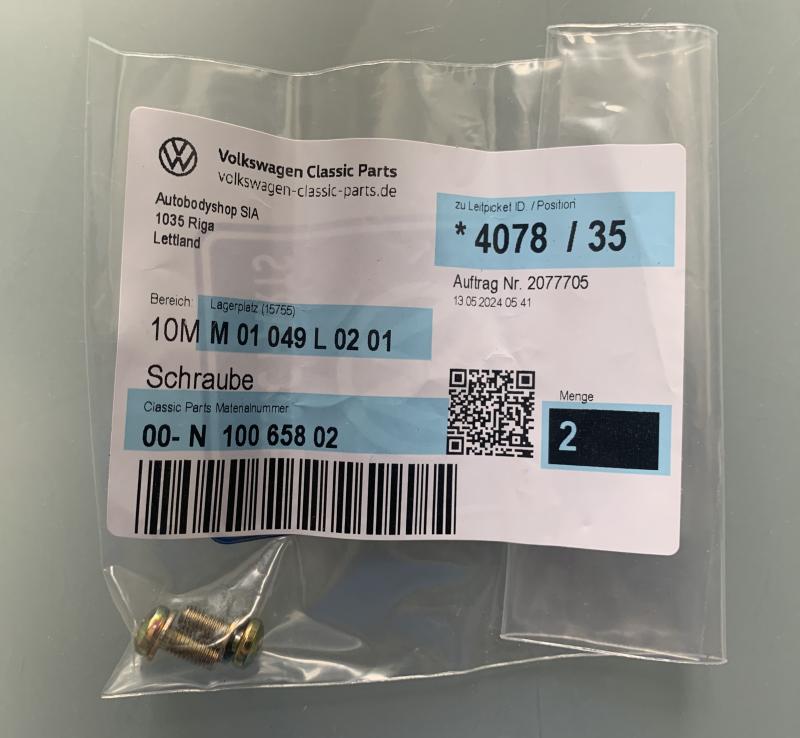 Volkswagen Classic Parts
volkswagen-classic-parts.de
Autobodyshop SIA
1035 Riga
Lettland
zu Leitpicket ID. / Position
* 4078 / 35
Auftrag Nr. 2077705
13.05.2024 05:41
Bereich:
Lagerplatz (15755)
10M M 01 049 L 02 01
Schraube
Classic Parts Materialnummer
00- N 100 658 02
Menge
2